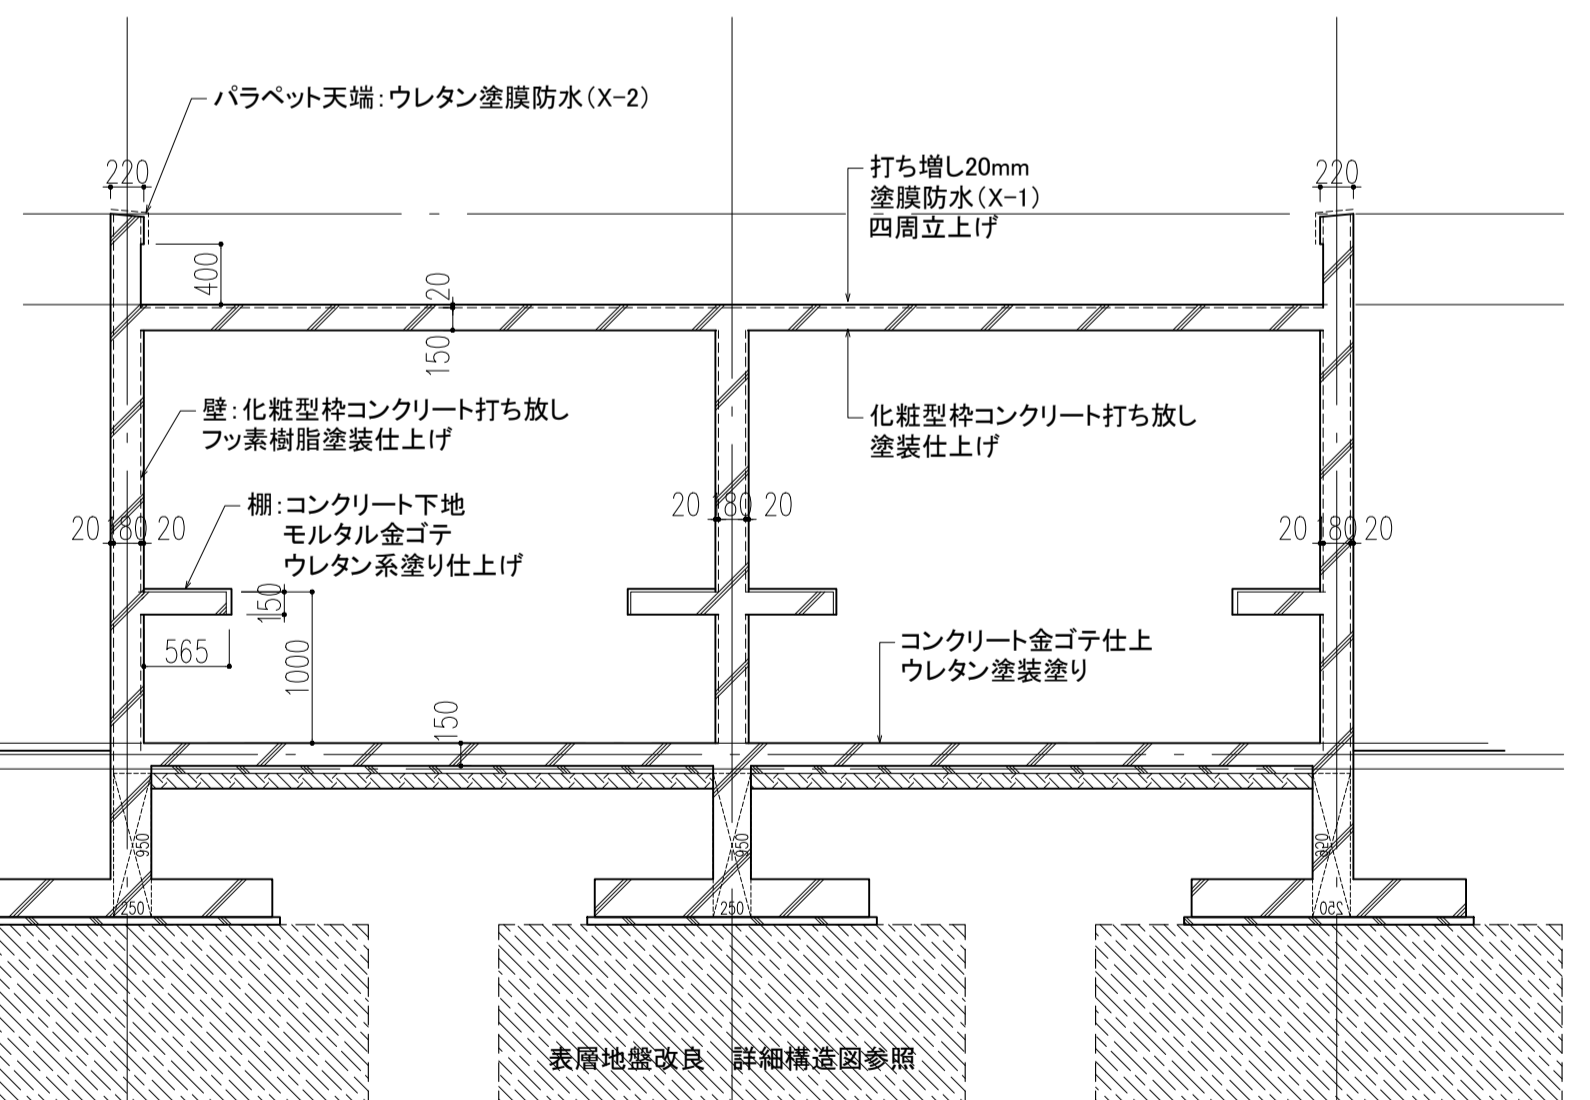 パラペット天端：ウレタン塗膜防水（X-2）
220
打ち増し20mm
塗膜防水（X-1）
四周立上げ
220
400
20
150
壁：化粧型枠コンクリート打ち放し
フッ素樹脂塗装仕上げ
化粧型枠コンクリート打ち放し
塗装仕上げ
棚：コンクリート下地
モルタル金ゴテ
ウレタン系塗り仕上げ
20 180 20
20 180 20
20 180 20
150
565
1000
コンクリート金ゴテ仕上
ウレタン塗装塗り
150
950
950
950
250
250
250
表層地盤改良　詳細構造図参照